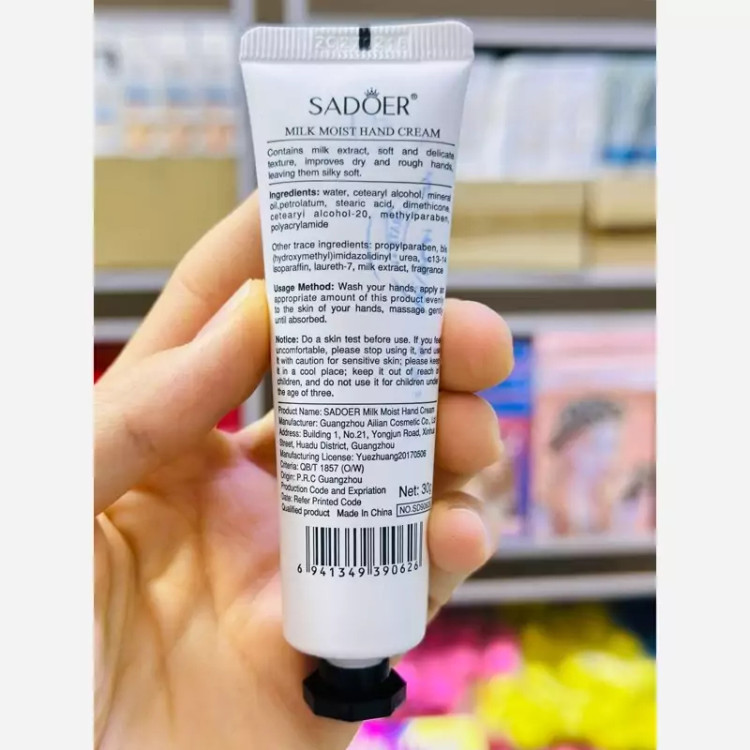 SADOER®
MILK MOIST HAND CREAM
Contains milk extract, soft and delicate
texture, improves dry and rough hands,
leaving them silky soft.
Ingredients: water, cetearyl alcohol, mineral
oil,petrolatum, stearic acid, dimethicone,
cetearyl alcohol-20, methylparaben,
polyacrylamide
Other trace ingredients: propylparaben, bis
(hydroxymethyl)imidazolidinyl urea, c13-14
isoparaffin, laureth-7, milk extract, fragrance
Usage Method: Wash your hands, apply an
appropriate amount of this product evenly
to the skin of your hands, massage gently
until absorbed.
Notice: Do a skin test before use. If you feel
uncomfortable, please stop using it, and use
it with caution for sensitive skin; please keep
it in a cool place; keep it out of reach of
children, and do not use it for children under
the age of three.
Product Name: SADOER Milk Moist Hand Cream
Manufacturer: Guangzhou Ailian Cosmetic Co., Ltd
Address: Building 1, No.21, Yongjun Road, Xinhua
Street, Huadu District, Guangzhou
Manufacturing License: Yuezhuang20170506
Criteria: QB/T 1857 (O/W)
Origin: P.R.C Guangzhou
Production Code and Expriation
Date: Refer Printed Code
Net: 30g
Qualified product Made In China
6 941349 390626